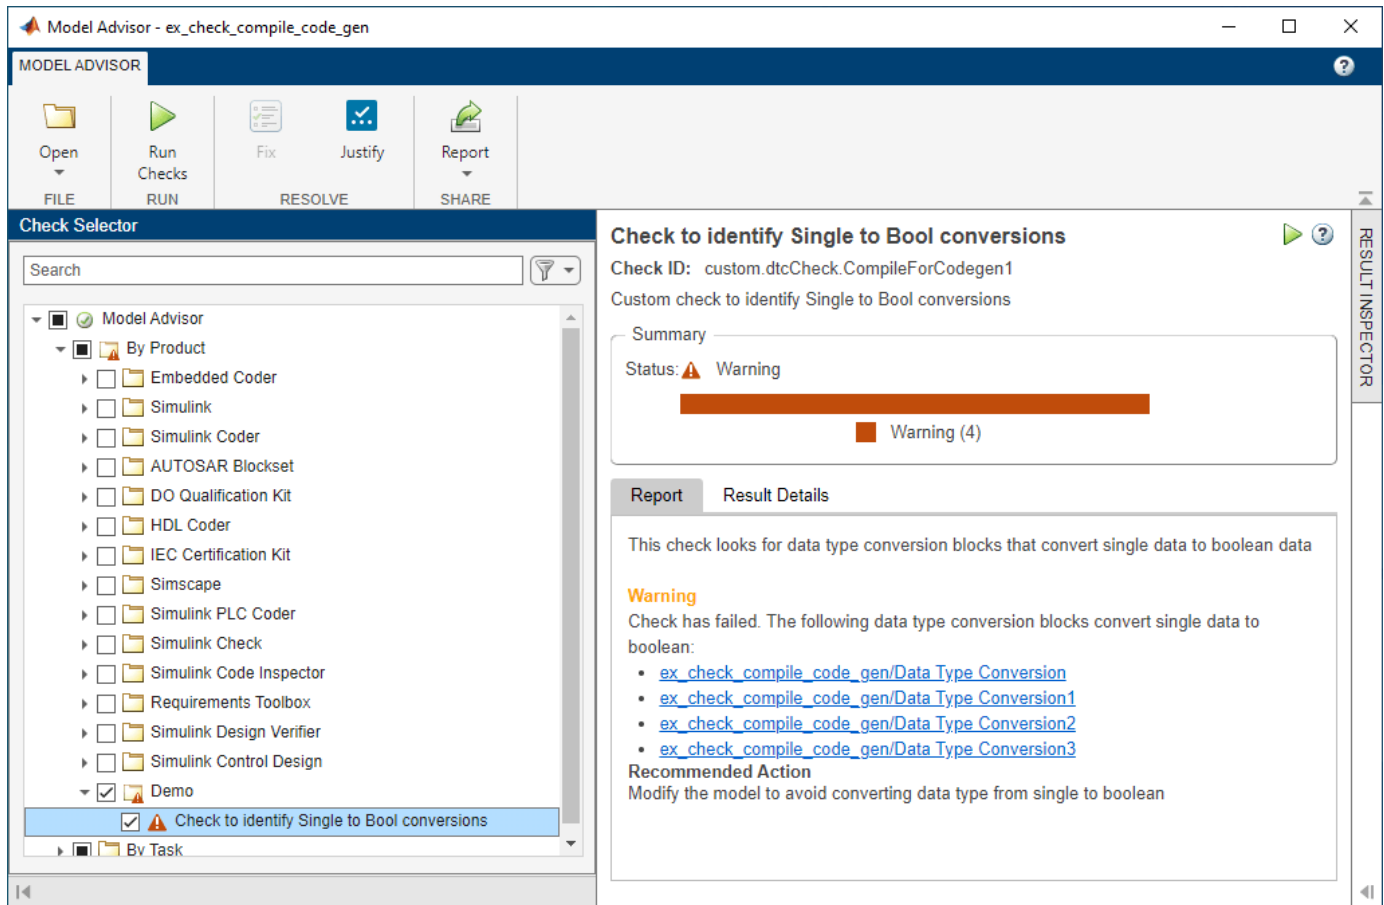 Model Advisor - ex_check_compile_code_gen
MODEL ADVISOR
Open
Run
Checks
Fix
Justify
Report
FILE
RUN
RESOLVE
SHARE
Check Selector
Search
Model Advisor
By Product
Embedded Coder
Simulink
Simulink Coder
AUTOSAR Blockset
DO Qualification Kit
HDL Coder
IEC Certification Kit
Simscape
Simulink PLC Coder
Simulink Check
Simulink Code Inspector
Requirements Toolbox
Simulink Design Verifier
Simulink Control Design
Demo
Check to identify Single to Bool conversions
By Task
Check to identify Single to Bool conversions
Check ID: custom.dtcCheck.CompileForCodegen1
Custom check to identify Single to Bool conversions
Summary
Status: Warning
Warning (4)
Report Result Details
This check looks for data type conversion blocks that convert single data to boolean data
Warning
Check has failed. The following data type conversion blocks convert single data to
boolean:
• ex_check_compile_code_gen/Data Type Conversion
• ex_check_compile_code_gen/Data Type Conversion1
• ex_check_compile_code_gen/Data Type Conversion2
• ex_check_compile_code_gen/Data Type Conversion3
Recommended Action
Modify the model to avoid converting data type from single to boolean
RESULT INSPECTOR